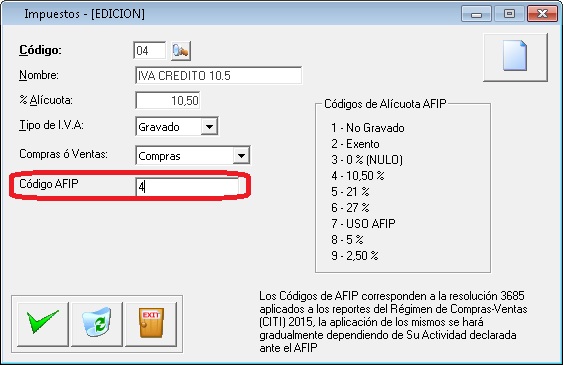 Impuestos - [EDICION]
Código:
04
Nombre:
IVA CREDITO 10.5
% Alícuota:
10,50
Tipo de I.V.A:
Gravado
Compras ó Ventas:
Compras
Código AFIP
4
Códigos de Alícuota AFIP
1 - No Gravado
2 - Exento
3 - 0 % (NULO)
4 - 10,50 %
5 - 21 %
6 - 27 %
7 - USO AFIP
8 - 5 %
9 - 2,50 %
EXIT
Los Códigos de AFIP corresponden a la resolución 3685
aplicados a los reportes del Régimen de Compras-Ventas
(CITI) 2015, la aplicación de los mismos se hará
gradualmente dependiendo de Su Actividad declarada
ante el AFIP